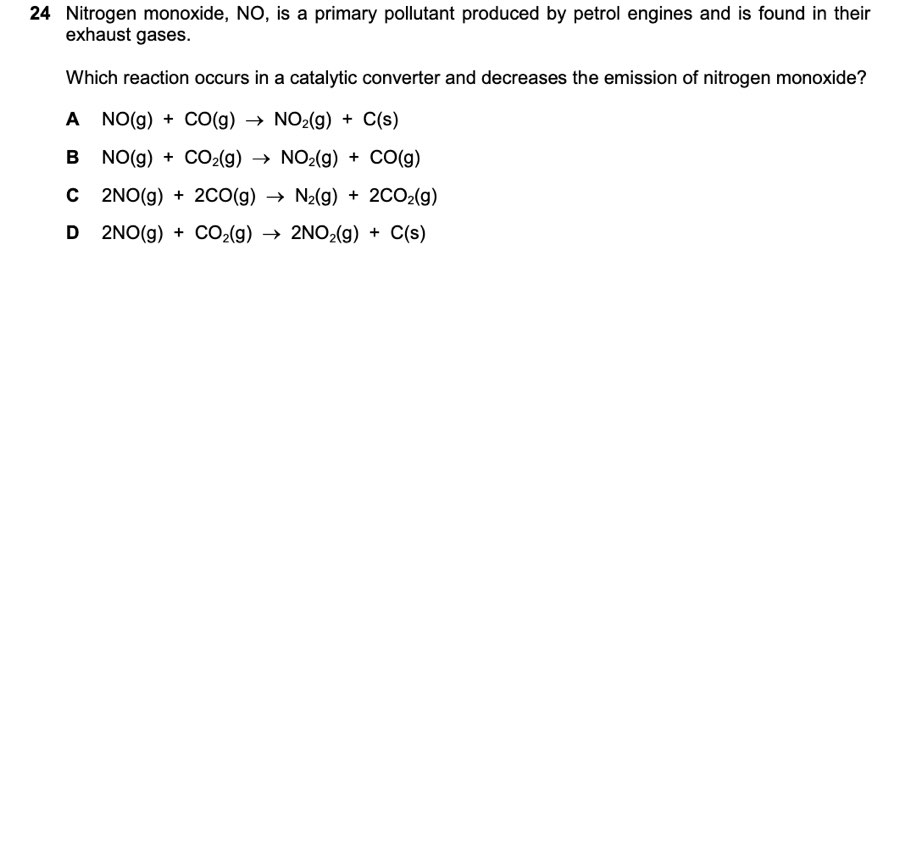 24 Nitrogen monoxide, NO, is a primary pollutant produced by petrol engines and is found in their
exhaust gases.
Which reaction occurs in a catalytic converter and decreases the emission of nitrogen monoxide?
A NO(g) + CO(g) → NO₂(g) + C(s)
B NO(g) + CO₂(g) → NO₂(g) + CO(g)
C 2NO(g) + 2CO(g) → N₂(g) + 2CO₂(g)
D 2NO(g) + CO₂(g) → 2NO₂(g) + C(s)